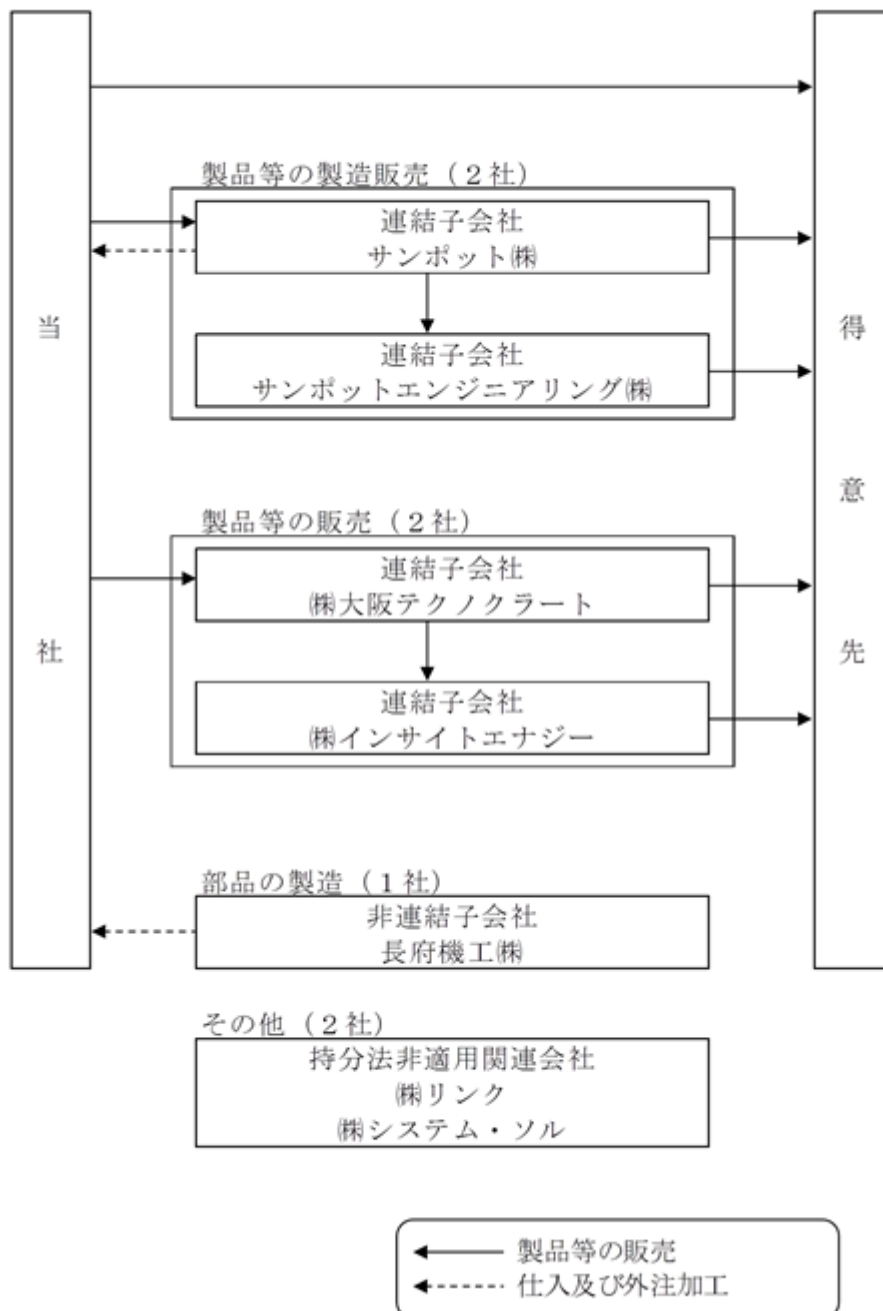 当社
得意先
製品等の製造販売（２社）
連結子会社
サンポット㈱
連結子会社
サンポットエンジニアリング㈱
製品等の販売（２社）
連結子会社
㈱大阪テクノクラート
連結子会社
㈱インサイトエナジー
部品の製造（１社）
非連結子会社
長府機工㈱
その他（２社）
持分法非適用関連会社
㈱リンク
㈱システム・ソル
製品等の販売
仕入及び外注加工